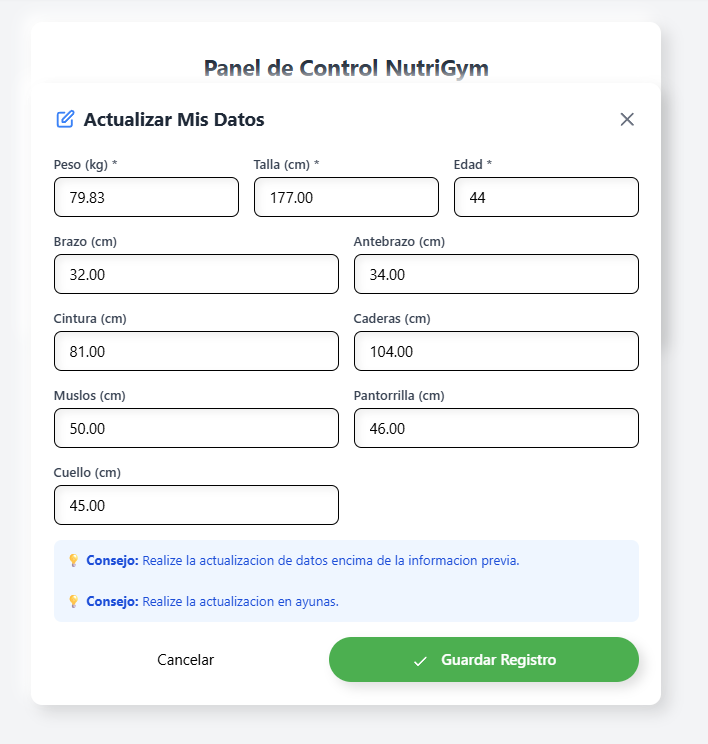 Panel de Control NutriGym
Actualizar Mis Datos
Peso (kg) * Talla (cm) * Edad *
79.83 177.00 44
Brazo (cm) Antebrazo (cm)
32.00 34.00
Cintura (cm) Caderas (cm)
81.00 104.00
Muslos (cm) Pantorrilla (cm)
50.00 46.00
Cuello (cm)
45.00
Consejo: Realize la actualizacion de datos encima de la informacion previa.
Consejo: Realize la actualizacion en ayunas.
Cancelar Guardar Registro